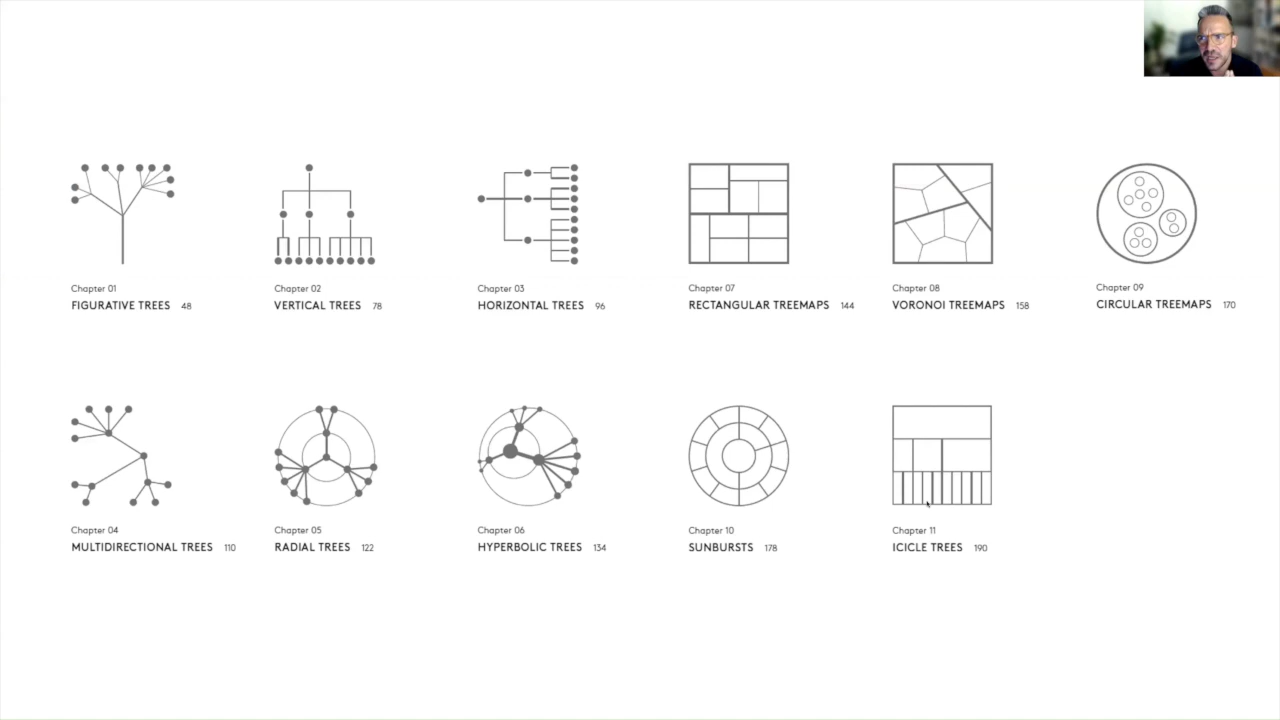 Chapter 01
FIGURATIVE TREES 48
Chapter 02
VERTICAL TREES 78
Chapter 03
HORIZONTAL TREES 96
Chapter 07
RECTANGULAR TREEMAPS 144
Chapter 08
VORONOI TREEMAPS 158
Chapter 09
CIRCULAR TREEMAPS 170
Chapter 04
MULTIDIRECTIONAL TREES 110
Chapter 05
RADIAL TREES 122
Chapter 06
HYPERBOLIC TREES 134
Chapter 10
SUNBURSTS 178
Chapter 11
ICICLE TREES 190